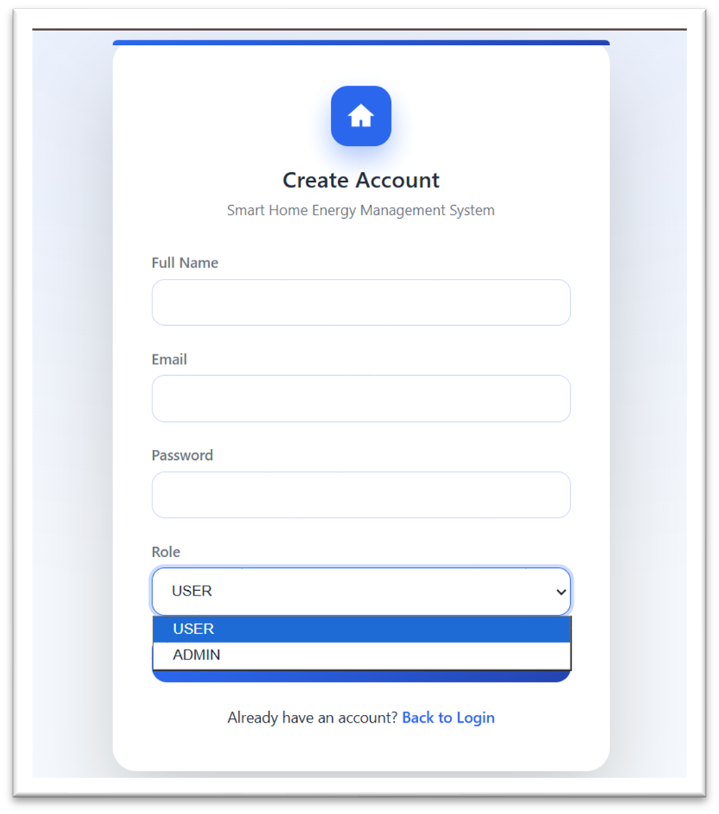 Create Account
Smart Home Energy Management System
Full Name
Email
Password
Role
USER
USER
ADMIN
Already have an account? Back to Login